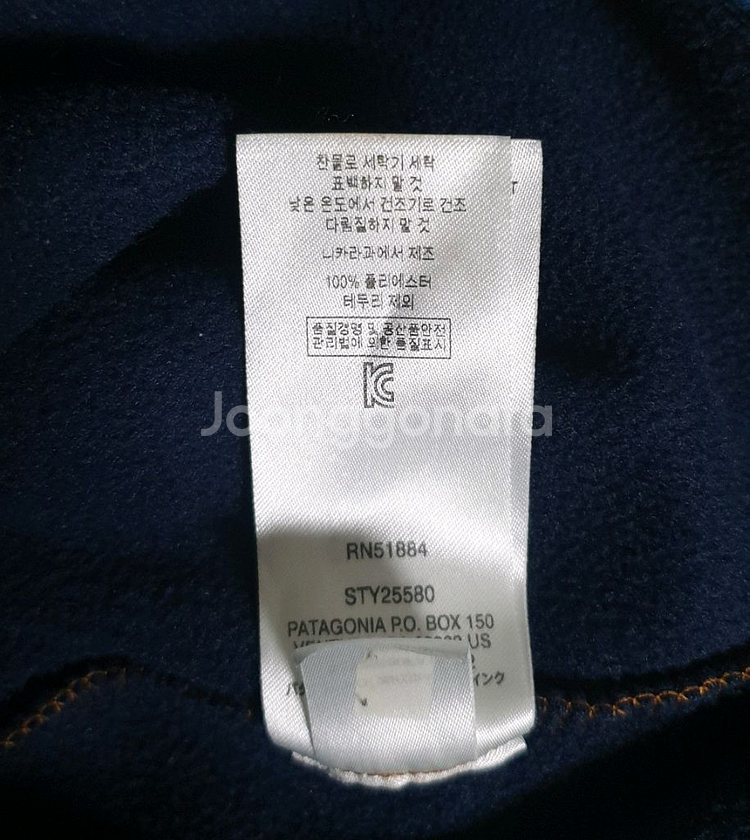 찬물로 세탁기 세탁
표백하지 말 것
낮은 온도에서 건조기로 건조
다림질하지 말 것
니카라과에서 제조
100% 폴리에스터
테두리 제외
품질경영 및 공산품안전
관리법에 의한 품질표시
Joonggonara
RN51884
STY25580
PATAGONIA P.O. BOX 150
US